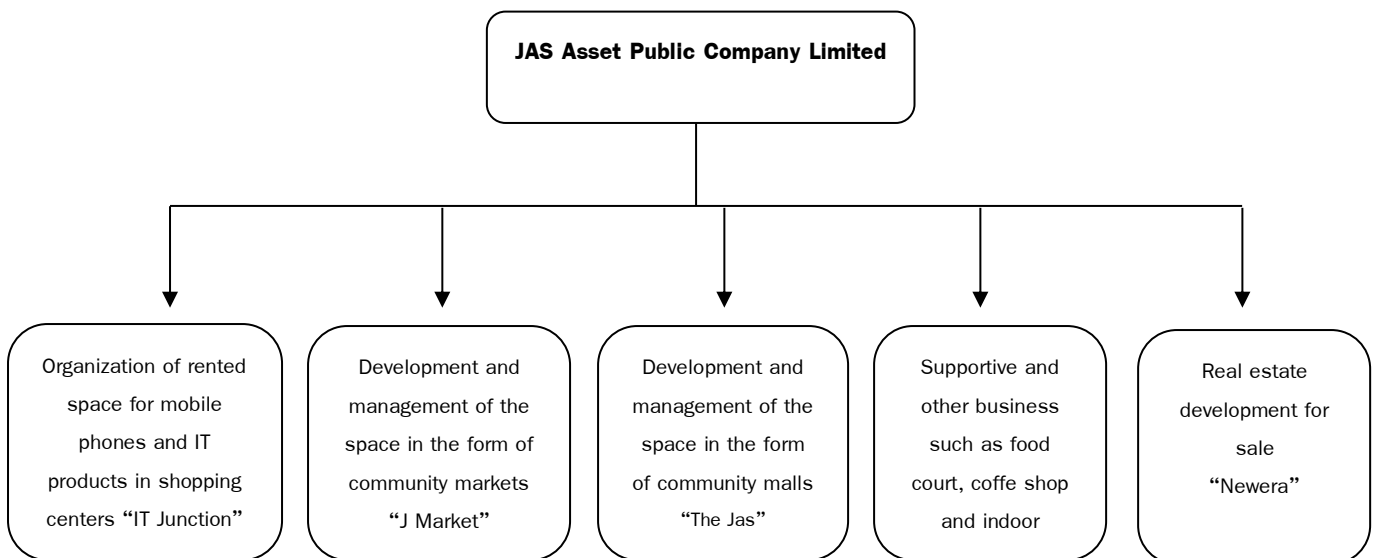 JAS Asset Public Company Limited
Organization of rented
space for mobile
phones and IT
products in shopping
centers “IT Junction”
Development and
management of the
space in the form of
community markets
“J Market”
Development and
management of the
space in the form
of community malls
“The Jas”
Supportive and
other business
such as food
court, coffe shop
and indoor
Real estate
development for
sale
“Newera”